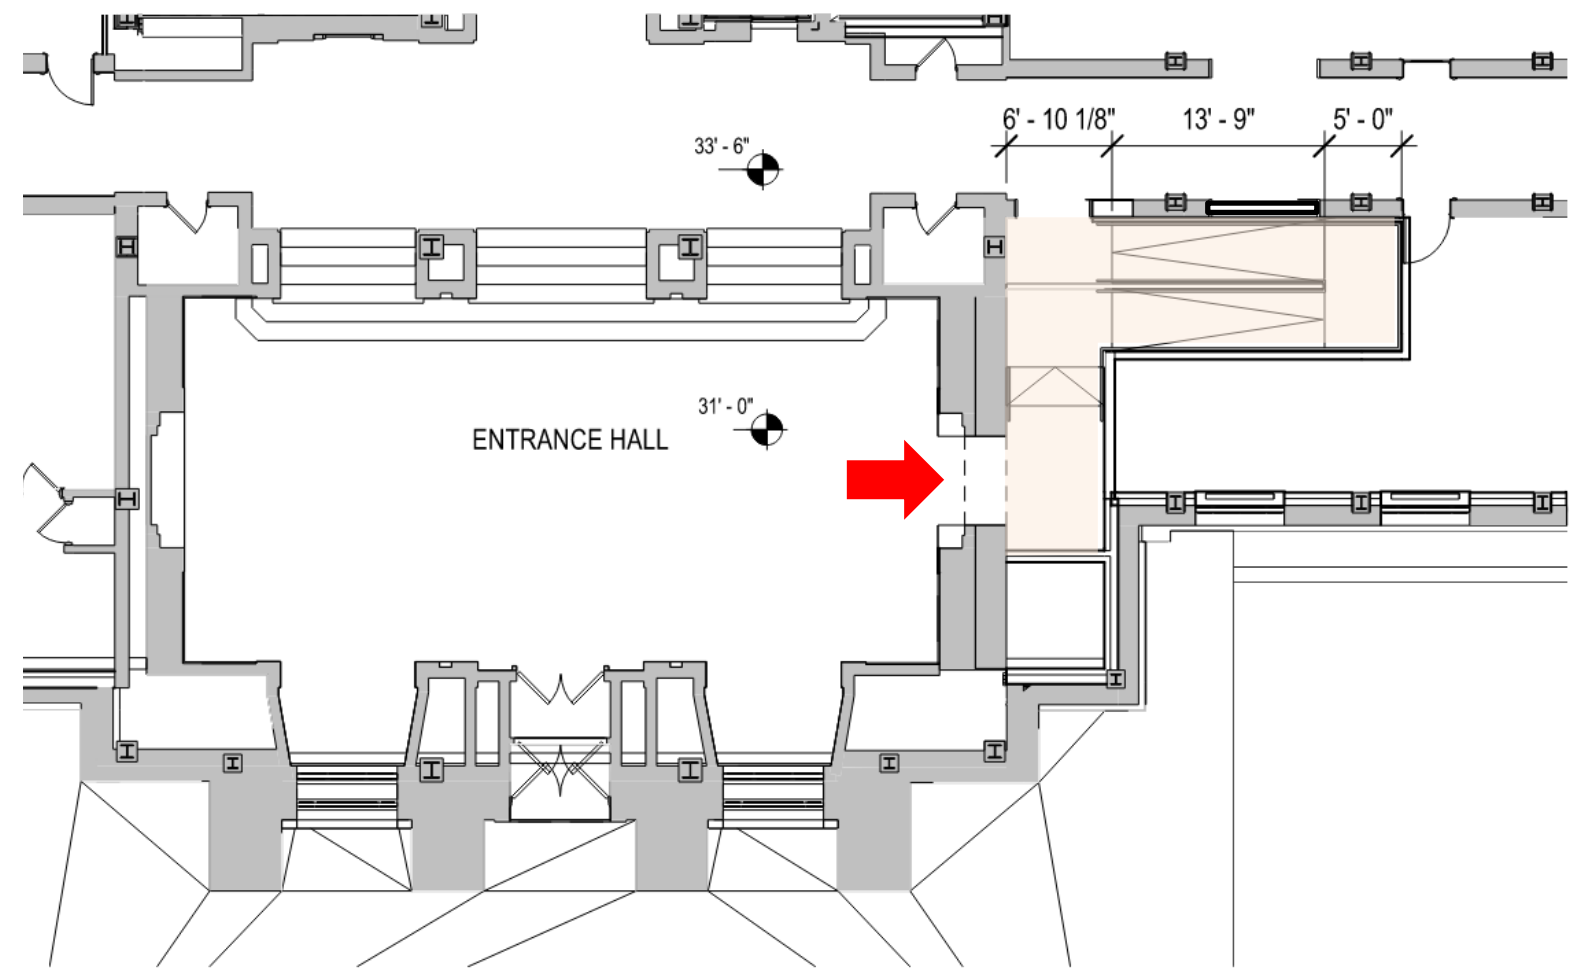 6' - 10 1/8" 13' - 9" 5' - 0"
33' - 6"
31' - 0"
ENTRANCE HALL